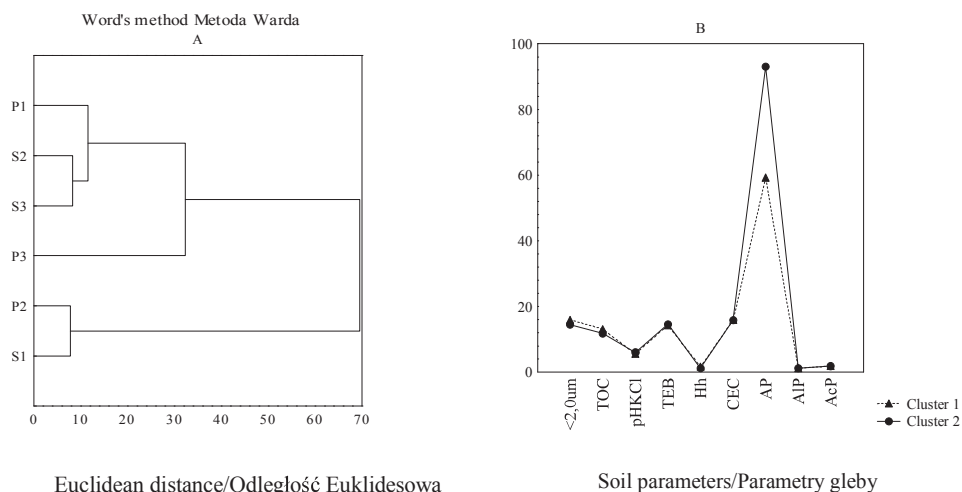 Word's method Metoda Warda
A
P1
S2
S3
P3
P2
S1
0 10 20 30 40 50 60 70
Euclidean distance/Odległość Euklidesowa
B
100
80
60
40
20
0
<2,0um TOC pHKCl TEB Hh CEC AP AlP AcP
Cluster 1
Cluster 2
Soil parameters/Parametry gleby